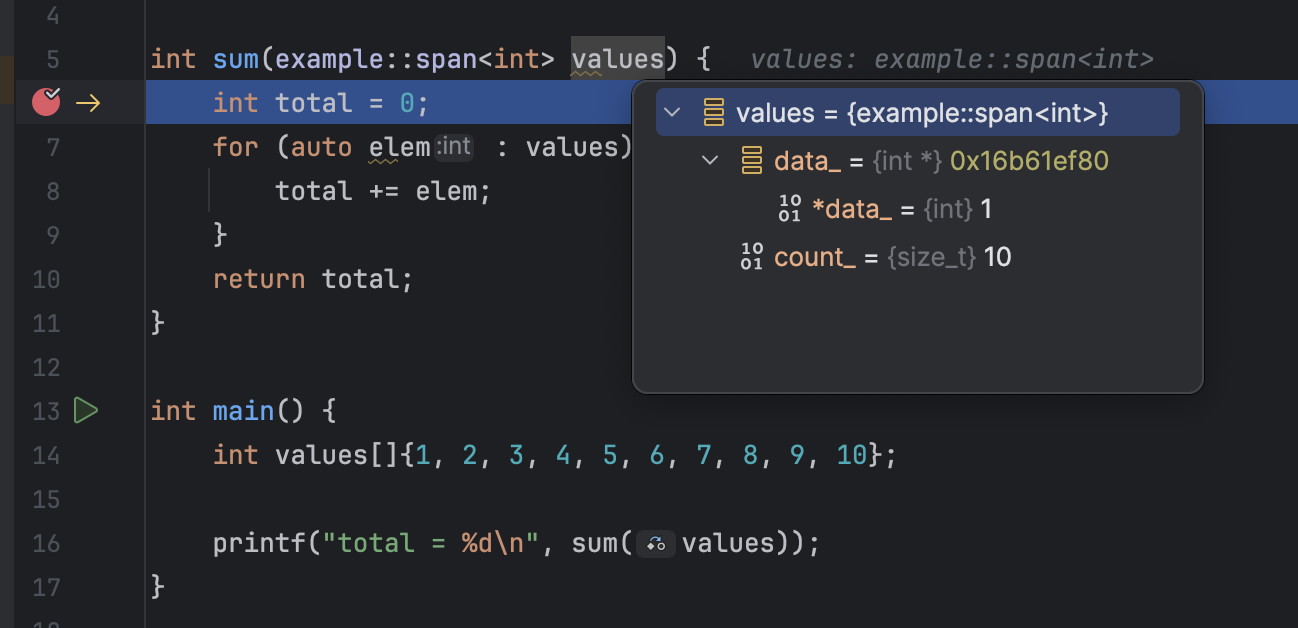 4
5 int sum(example::span<int> values) { values: example::span<int>
int total = 0;
values = {example::span<int>}
7 for (auto elem :int : values)
data_ = {int *} 0x16b61ef80
8 total += elem;
*data_ = {int} 1
9 }
count_ = {size_t} 10
10 return total;
11 }
12
13 int main() {
14 int values[]{1, 2, 3, 4, 5, 6, 7, 8, 9, 10};
15
16 printf("total = %d\n", sum(values));
17 }